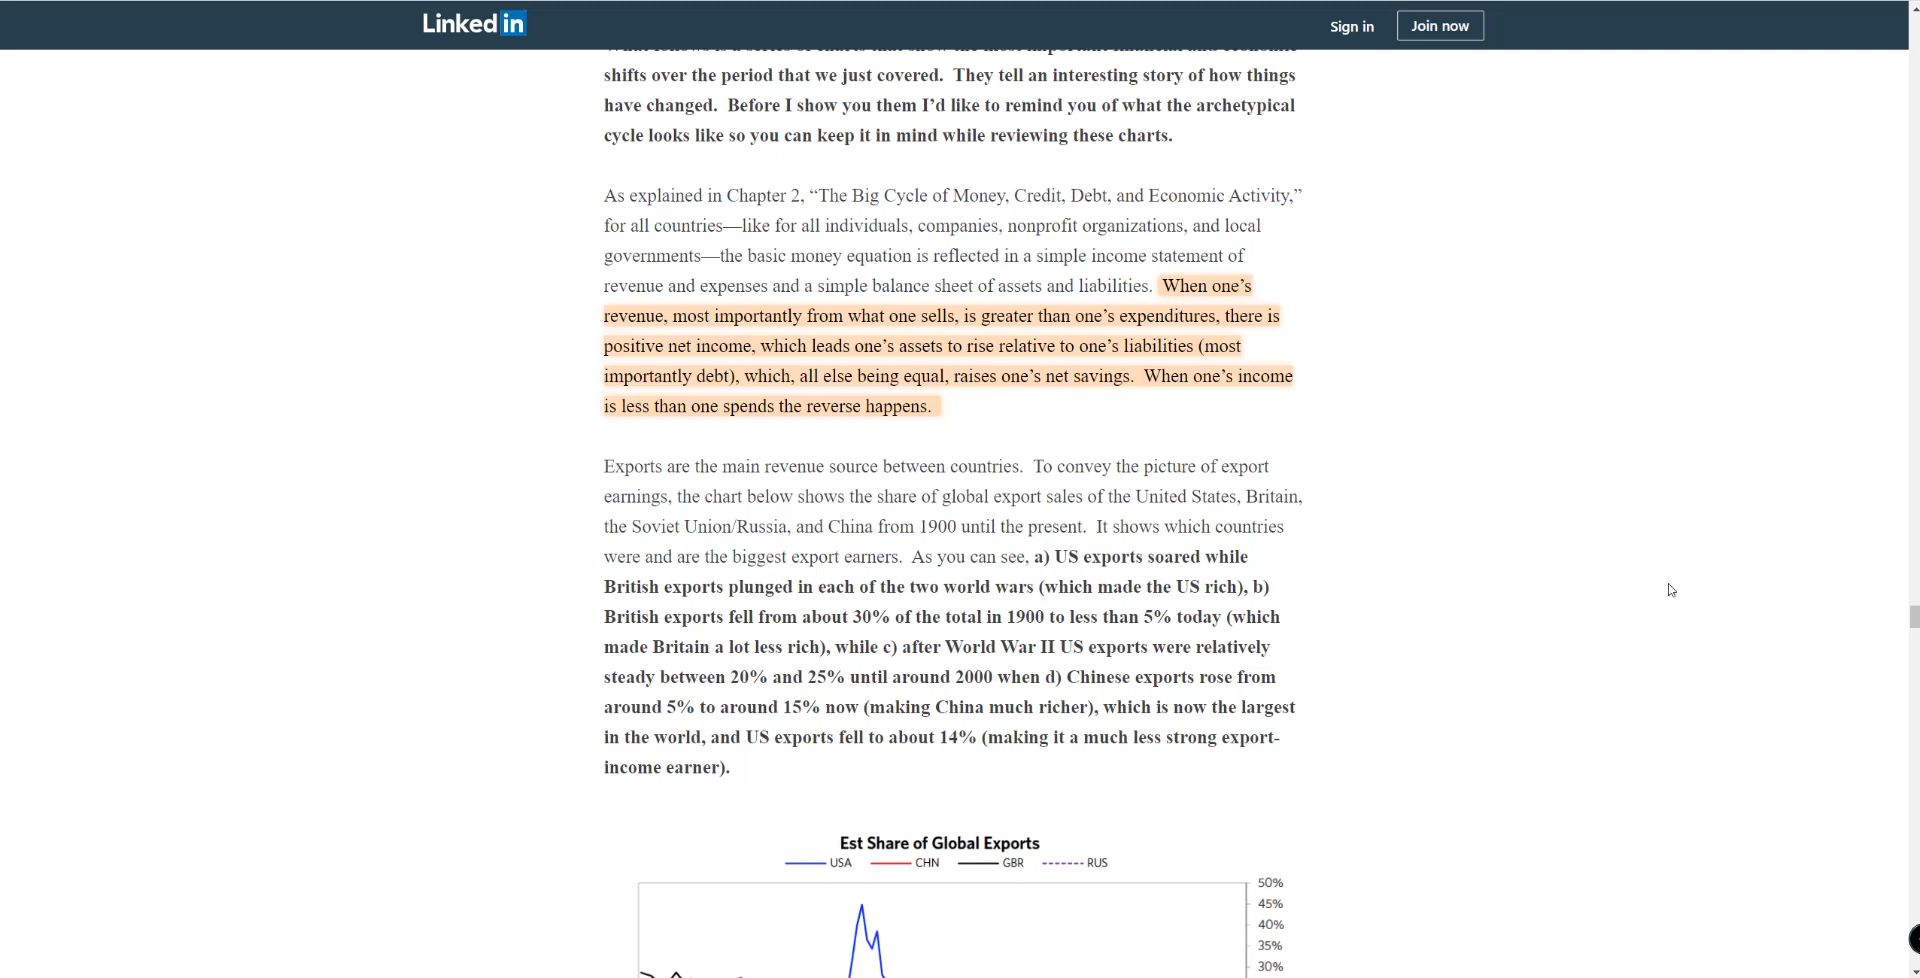 Linked in
Sign in
Join now
shifts over the period that we just covered.  They tell an interesting story of how things
have changed.  Before I show you them I’d like to remind you of what the archetypical
cycle looks like so you can keep it in mind while reviewing these charts.
As explained in Chapter 2, “The Big Cycle of Money, Credit, Debt, and Economic Activity,”
for all countries—like for all individuals, companies, nonprofit organizations, and local
governments—the basic money equation is reflected in a simple income statement of
revenue and expenses and a simple balance sheet of assets and liabilities.  When one’s
revenue, most importantly from what one sells, is greater than one’s expenditures, there is
positive net income, which leads one’s assets to rise relative to one’s liabilities (most
importantly debt), which, all else being equal, raises one’s net savings.  When one’s income
is less than one spends the reverse happens.
Exports are the main revenue source between countries.  To convey the picture of export
earnings, the chart below shows the share of global export sales of the United States, Britain,
the Soviet Union/Russia, and China from 1900 until the present.  It shows which countries
were and are the biggest export earners.  As you can see, a) US exports soared while
British exports plunged in each of the two world wars (which made the US rich), b)
British exports fell from about 30% of the total in 1900 to less than 5% today (which
made Britain a lot less rich), while c) after World War II US exports were relatively
steady between 20% and 25% until around 2000 when d) Chinese exports rose from
around 5% to around 15% now (making China much richer), which is now the largest
in the world, and US exports fell to about 14% (making it a much less strong export-
income earner).
Est Share of Global Exports
USA CHN GBR RUS
50%
45%
40%
35%
30%